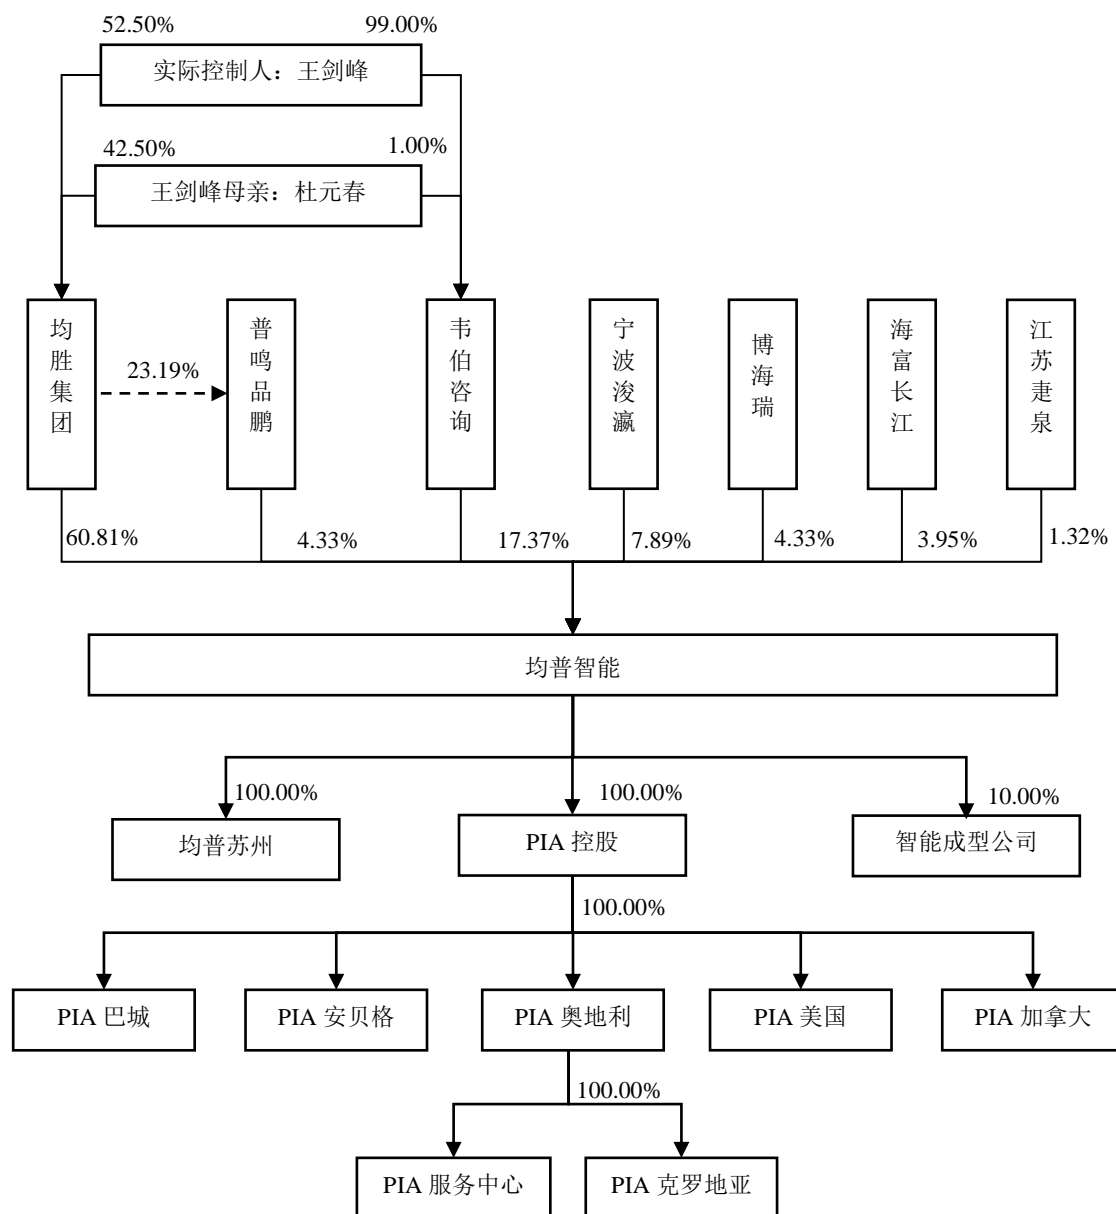 52.50%
99.00%
实际控制人：王剑峰
42.50%
1.00%
王剑峰母亲：杜元春
均胜集团
23.19%
普鸣品鹏
韦伯咨询
宁波浚瀛
博海瑞
海富长江
江苏疌泉
60.81%
4.33%
17.37%
7.89%
4.33%
3.95%
1.32%
均普智能
100.00%
100.00%
10.00%
均普苏州
PIA 控股
智能成型公司
100.00%
PIA 巴城
PIA 安贝格
PIA 奥地利
PIA 美国
PIA 加拿大
100.00%
PIA 服务中心
PIA 克罗地亚